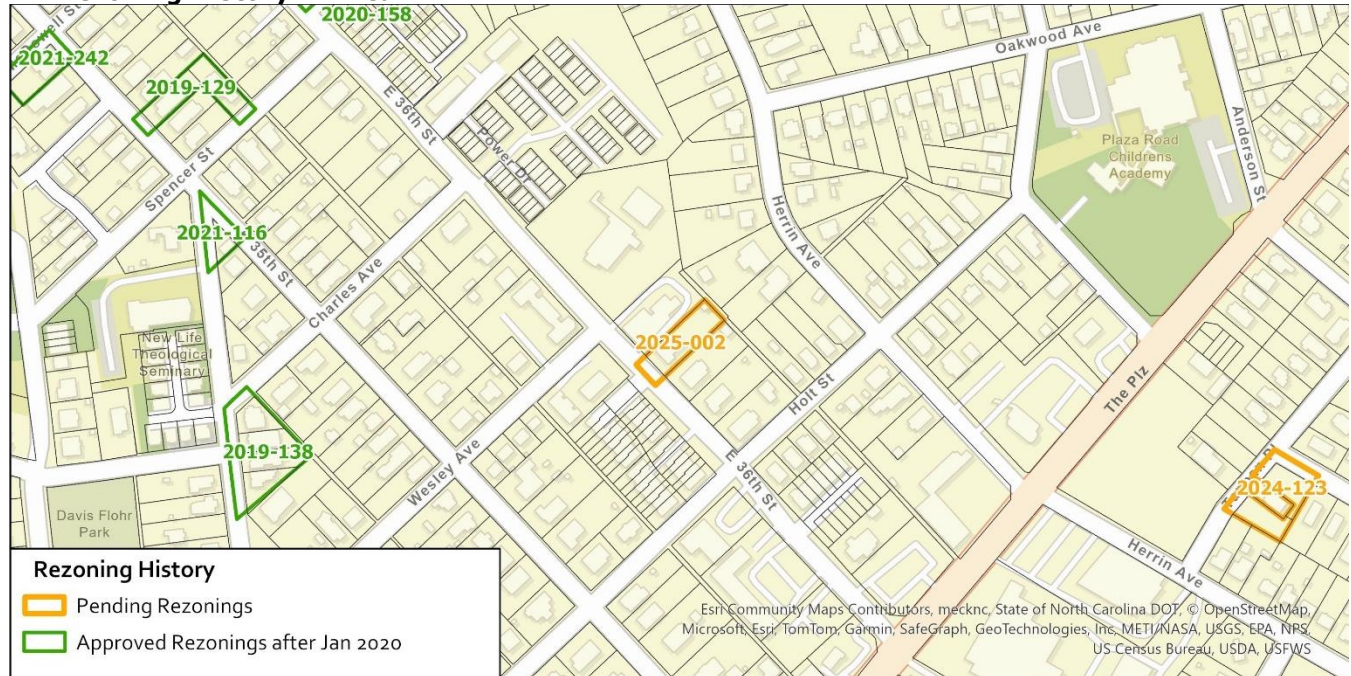 2020-158
2021-242
2019-129
E 36th St
Oakwood Ave
Power Dr
Plaza Road
Childrens
Academy
Anderson St
Spencer St
2021-116
35th St
Herrin Ave
Charles Ave
New Life
Theological
Seminary
2025-002
The Plz
Holt St
2019-138
Wesley Ave
E 36th St
2024-123
Davis Flohr
Park
Herrin Ave
Rezoning History
Pending Rezonings
Approved Rezonings after Jan 2020
Esri Community Maps Contributors, mecknc, State of North Carolina DOT, © OpenStreetMap,
Microsoft, Esri, TomTom, Garmin, SafeGraph, GeoTechnologies, Inc, METI/NASA, USGS, EPA, NPS,
US Census Bureau, USDA, USFWS